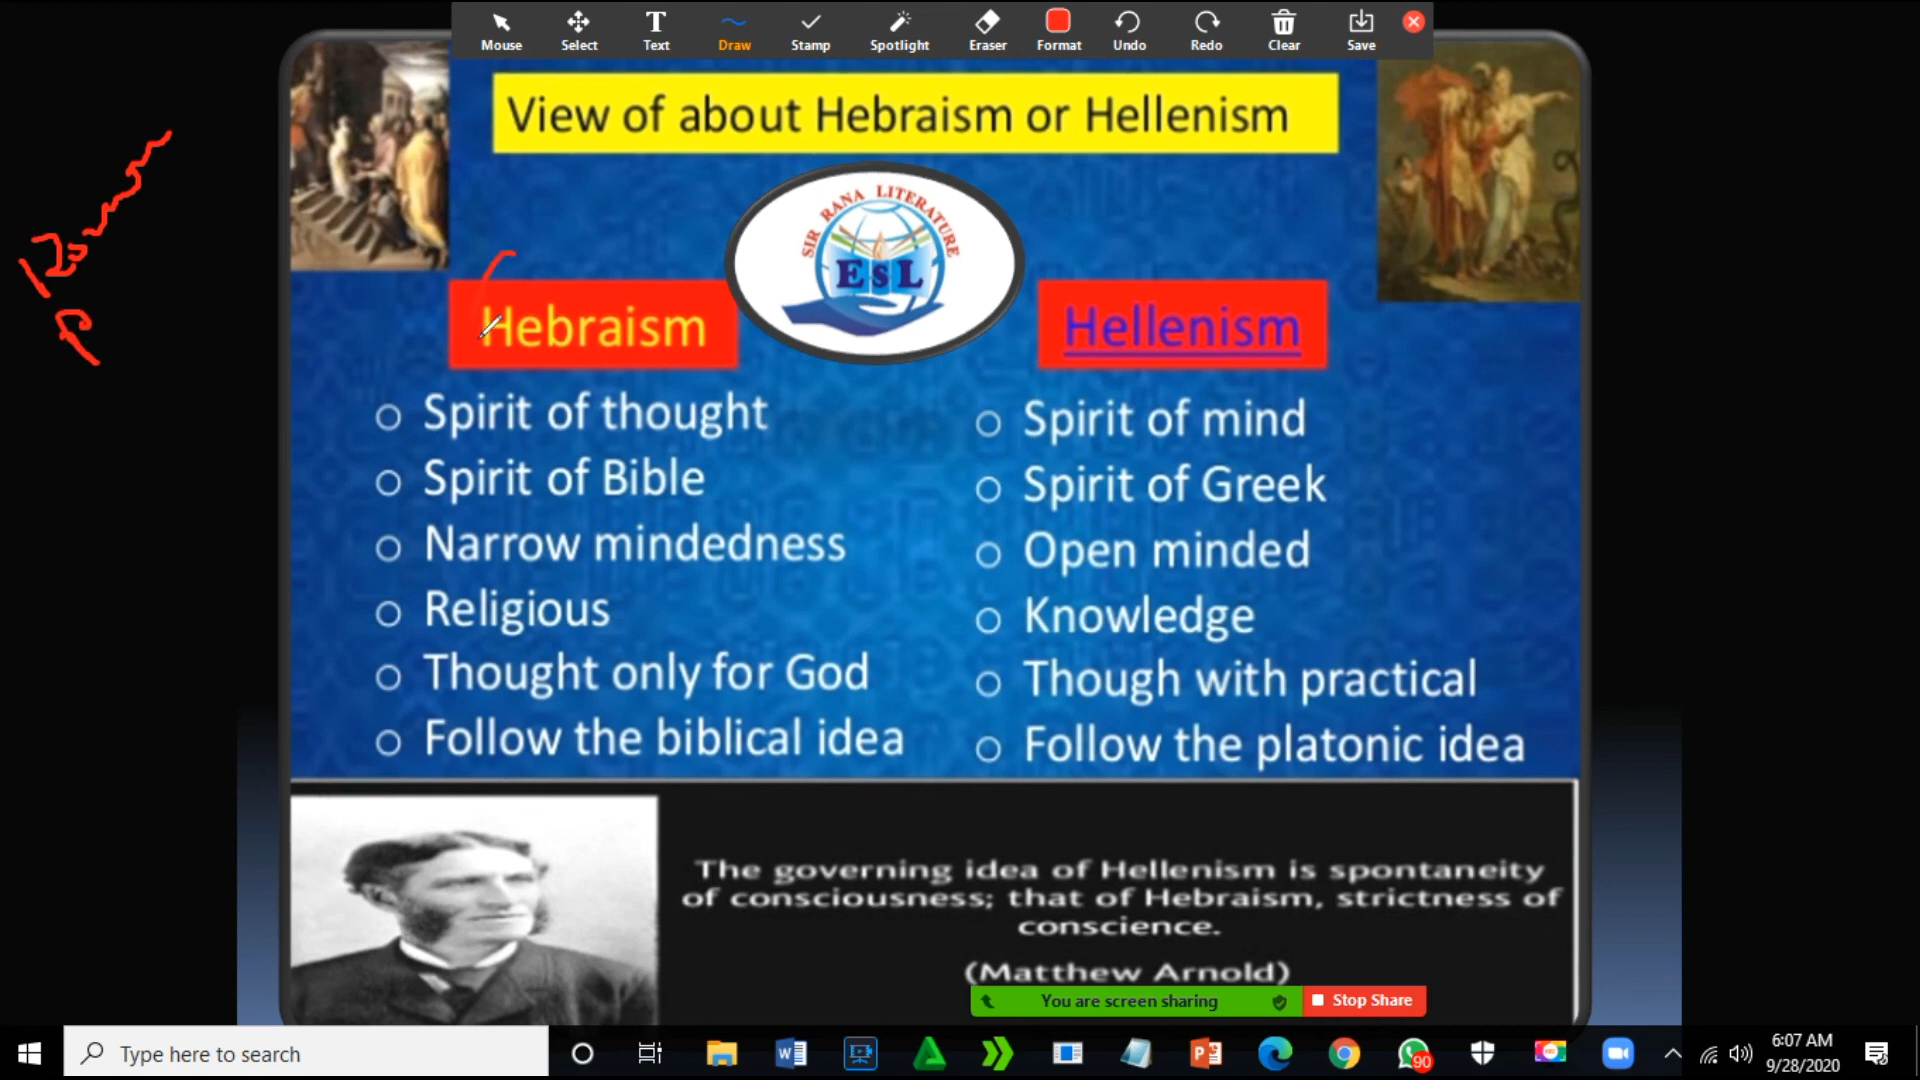 Mouse Select Text Draw Stamp Spotlight Eraser Format Undo Redo Clear Save
View of about Hebraism or Hellenism
SIR RANA LITERATURE
EsL
Hebraism
Spirit of thought
Spirit of Bible
Narrow mindedness
Religious
Thought only for God
Follow the biblical idea
Hellenism
Spirit of mind
Spirit of Greek
Open minded
Knowledge
Though with practical
Follow the platonic idea
The governing idea of Hellenism is spontaneity
of consciousness; that of Hebraism, strictness of
conscience.
(Matthew Arnold)
You are screen sharing Stop Share
Type here to search
90
6:07 AM
9/28/2020